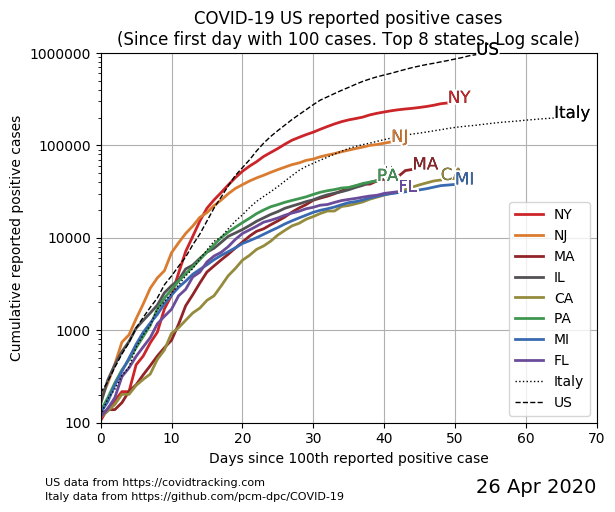 COVID-19 US reported positive cases
(Since first day with 100 cases. Top 8 states. Log scale)
US
1000000
NY
Italy
100000
NJ
MA
PA
CA
MI
FL
10000
1000
100
Cumulative reported positive cases
NY
NJ
MA
IL
CA
PA
MI
FL
Italy
US
0 10 20 30 40 50 60 70
Days since 100th reported positive case
US data from https://covidtracking.com
Italy data from https://github.com/pcm-dpc/COVID-19
26 Apr 2020